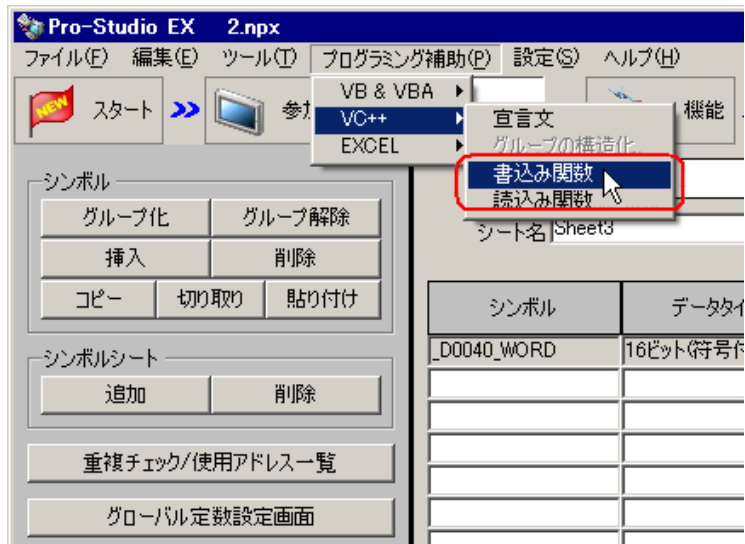 Pro-Studio EX 2.npx
ファイル(F) 編集(E) ツール(T) プログラミング補助(P) 設定(S) ヘルプ(H)
NEW スタート 機能
VB & VBA
VC++
EXCEL
宣言文
グループの構造化
書込み関数
読込み関数
シンボル
グループ化 グループ解除
挿入 削除
コピー 切り取り 貼り付け
シート名 Sheet3
シンボル データタイ
_D0040_WORD 16ビット(符号付
シンボルシート
追加 削除
重複チェック/使用アドレス一覧
グローバル定数設定画面